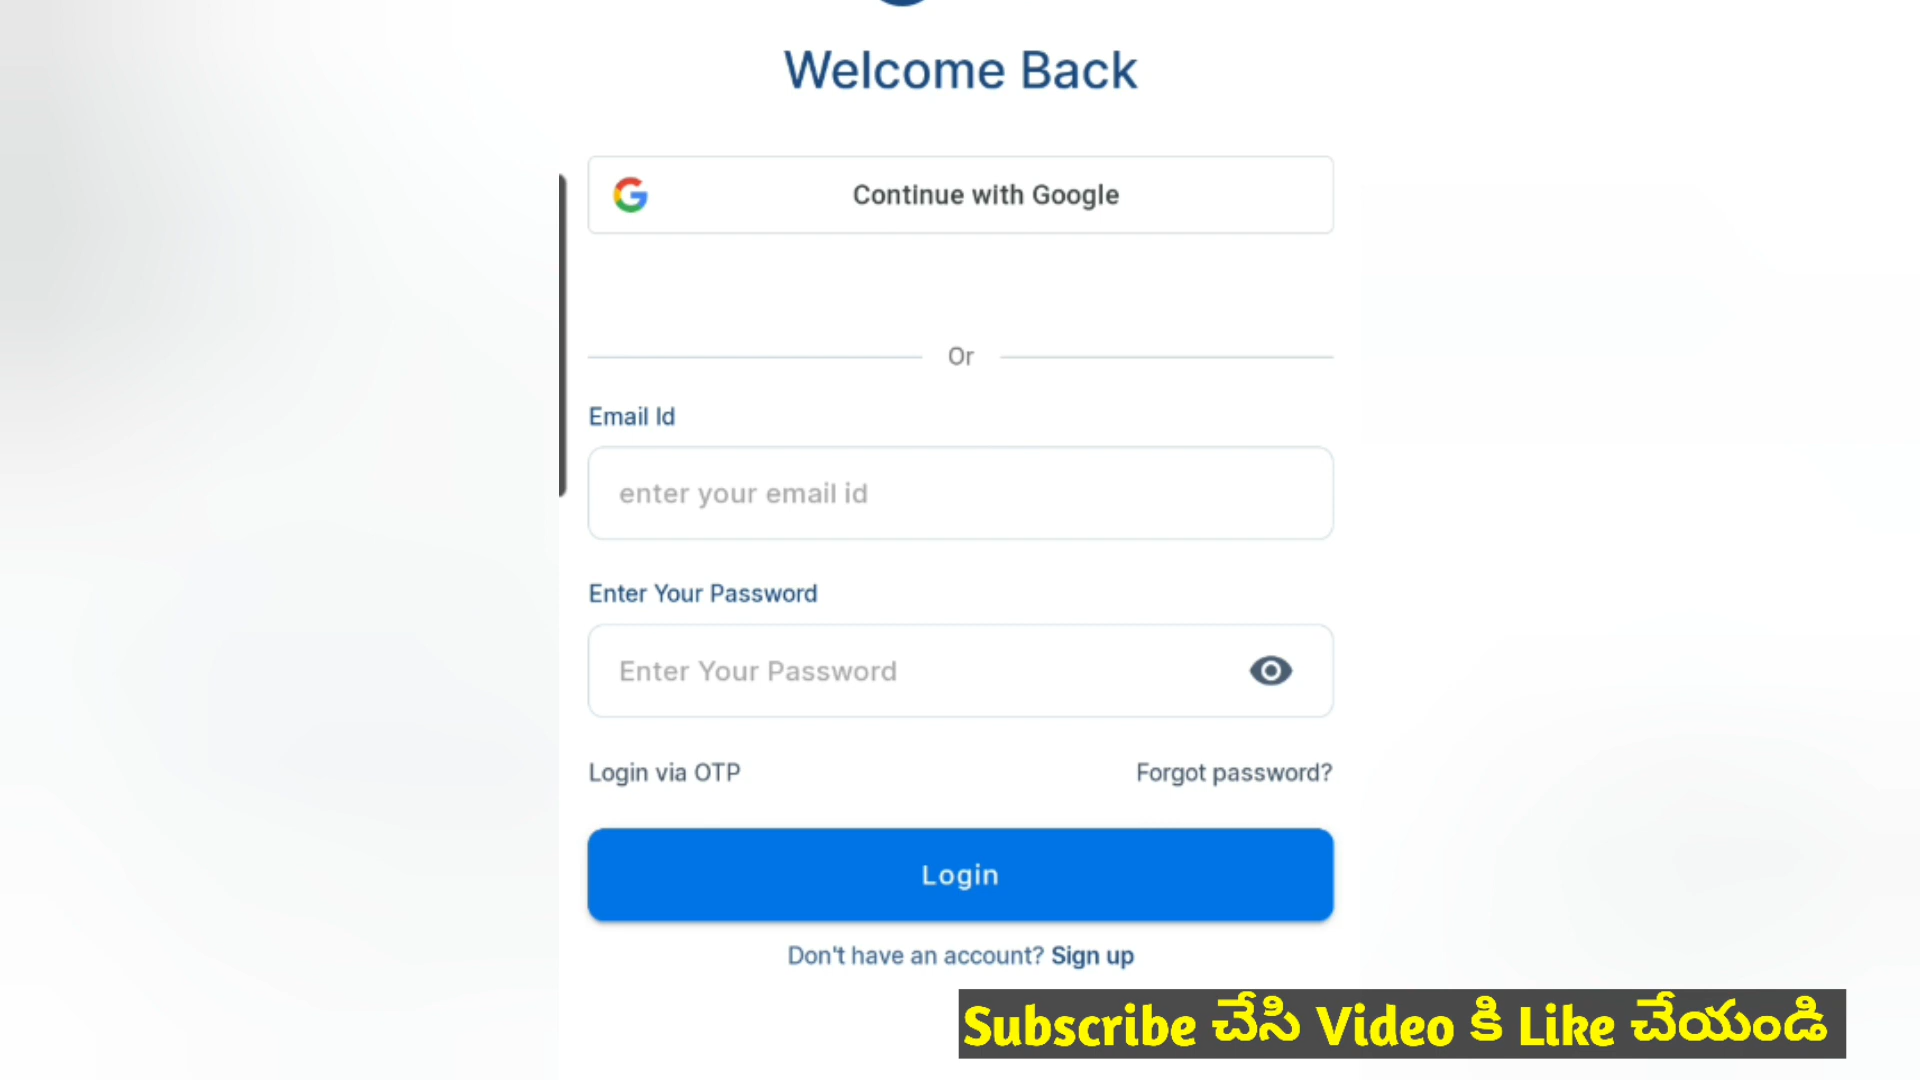 Welcome Back
Continue with Google
Or
Email Id
enter your email id
Enter Your Password
Enter Your Password
Login via OTP Forgot password?
Login
Don't have an account? Sign up
Subscribe చేసి Video కి Like చేయండి